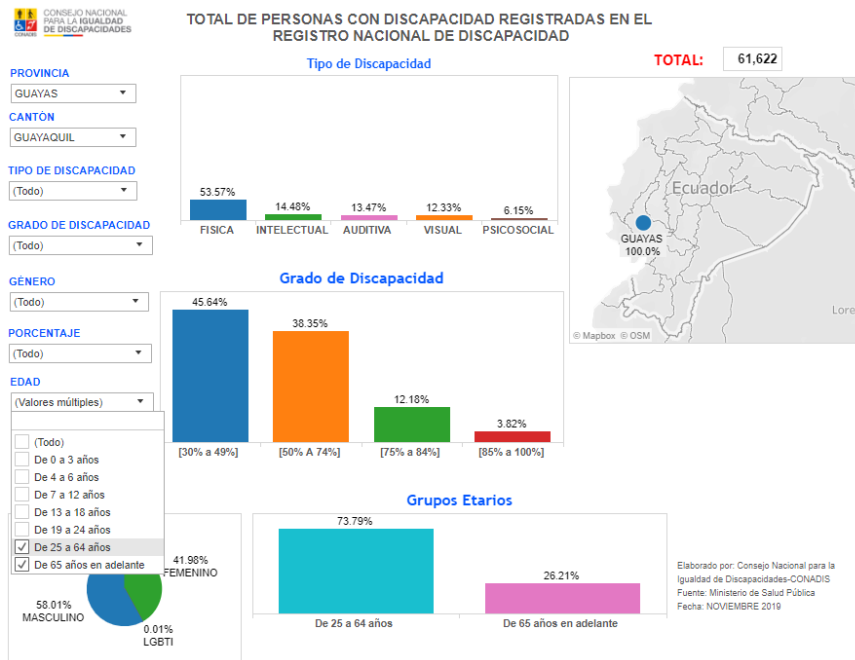 CONSEJO NACIONAL
PARA LA IGUALDAD
DE DISCAPACIDADES
CONADIS
TOTAL DE PERSONAS CON DISCAPACIDAD REGISTRADAS EN EL
REGISTRO NACIONAL DE DISCAPACIDAD
TOTAL: 61,622
PROVINCIA
GUAYAS
CANTÓN
GUAYAQUIL
TIPO DE DISCAPACIDAD
(Todo)
GRADO DE DISCAPACIDAD
(Todo)
GÉNERO
(Todo)
PORCENTAJE
(Todo)
EDAD
(Valores múltiples)
(Todo)
De 0 a 3 años
De 4 a 6 años
De 7 a 12 años
De 13 a 18 años
De 19 a 24 años
De 25 a 64 años
De 65 años en adelante
Tipo de Discapacidad
53.57% 14.48% 13.47% 12.33% 6.15%
FISICA INTELECTUAL AUDITIVA VISUAL PSICOSOCIAL
Ecuador
GUAYAS
100.0%
Lore
© Mapbox © OSM
Grado de Discapacidad
45.64% 38.35% 12.18% 3.82%
[30% a 49%] [50% A 74%] [75% a 84%] [85% a 100%]
41.98%
FEMENINO
58.01%
MASCULINO
0.01%
LGBTI
Grupos Etarios
73.79% 26.21%
De 25 a 64 años De 65 años en adelante
Elaborado por: Consejo Nacional para la
Igualdad de Discapacidades-CONADIS
Fuente: Ministerio de Salud Pública
Fecha: NOVIEMBRE 2019